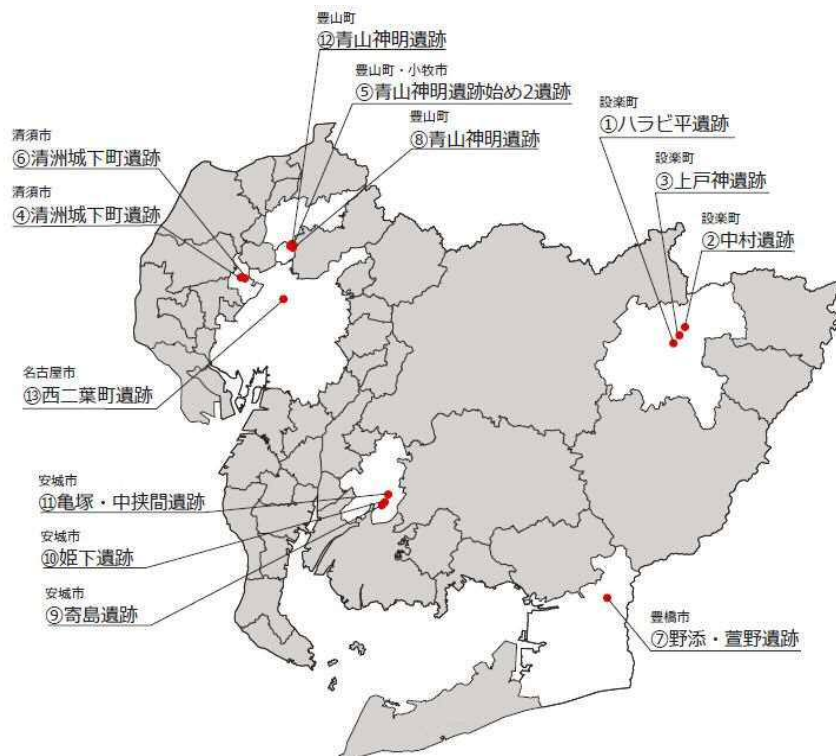 豊山町
⑫青山神明遺跡
豊山町・小牧市
⑤青山神明遺跡始め2遺跡
豊山町
⑧青山神明遺跡
清須市
⑥清洲城下町遺跡
清須市
④清洲城下町遺跡
設楽町
①ハラビ平遺跡
設楽町
③上戸神遺跡
設楽町
②中村遺跡
名古屋市
⑬西二葉町遺跡
安城市
⑪亀塚・中挟間遺跡
安城市
⑩姫下遺跡
安城市
⑨寄島遺跡
豊橋市
⑦野添・萱野遺跡